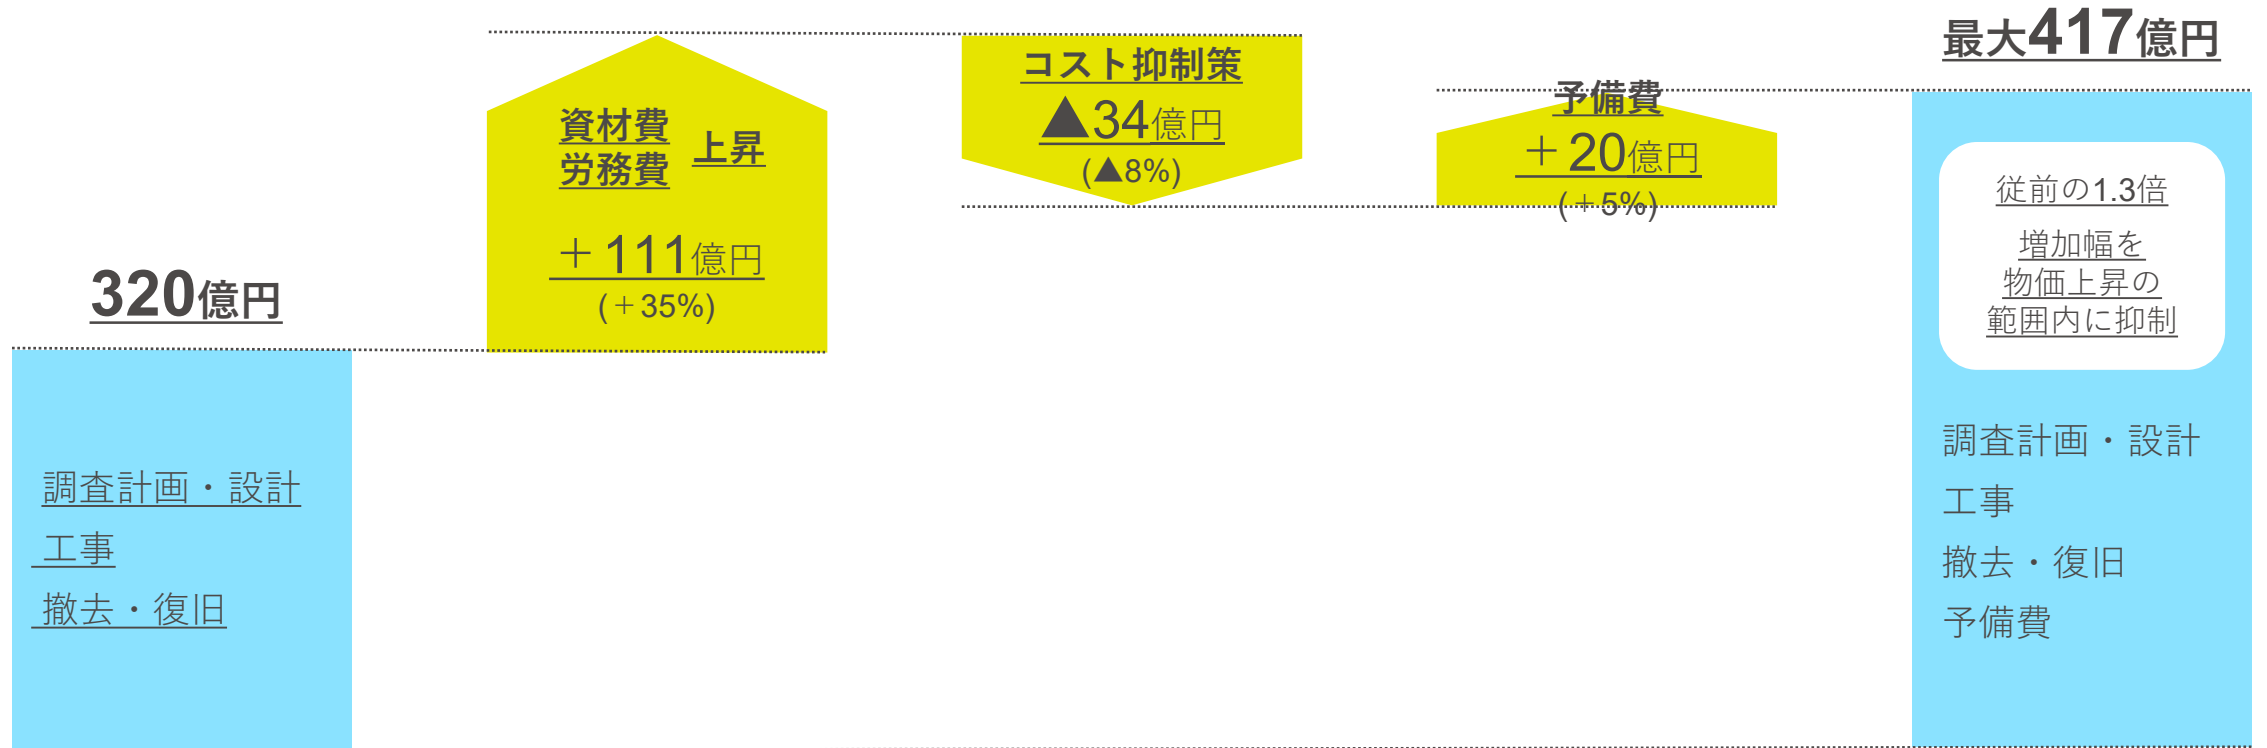 320億円
調査計画・設計
工事
撤去・復旧
資材費
労務費
上昇
＋111億円
(＋35%)
コスト抑制策
▲34億円
(▲8%)
予備費
＋20億円
(＋5%)
最大417億円
従前の1.3倍
増加幅を
物価上昇の
範囲内に抑制
調査計画・設計
工事
撤去・復旧
予備費